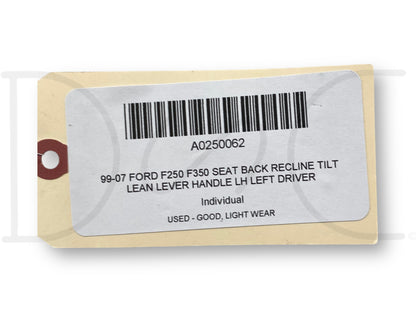 A0250062
99-07 FORD F250 F350 SEAT BACK RECLINE TILT
LEAN LEVER HANDLE LH LEFT DRIVER
Individual
USED - GOOD, LIGHT WEAR